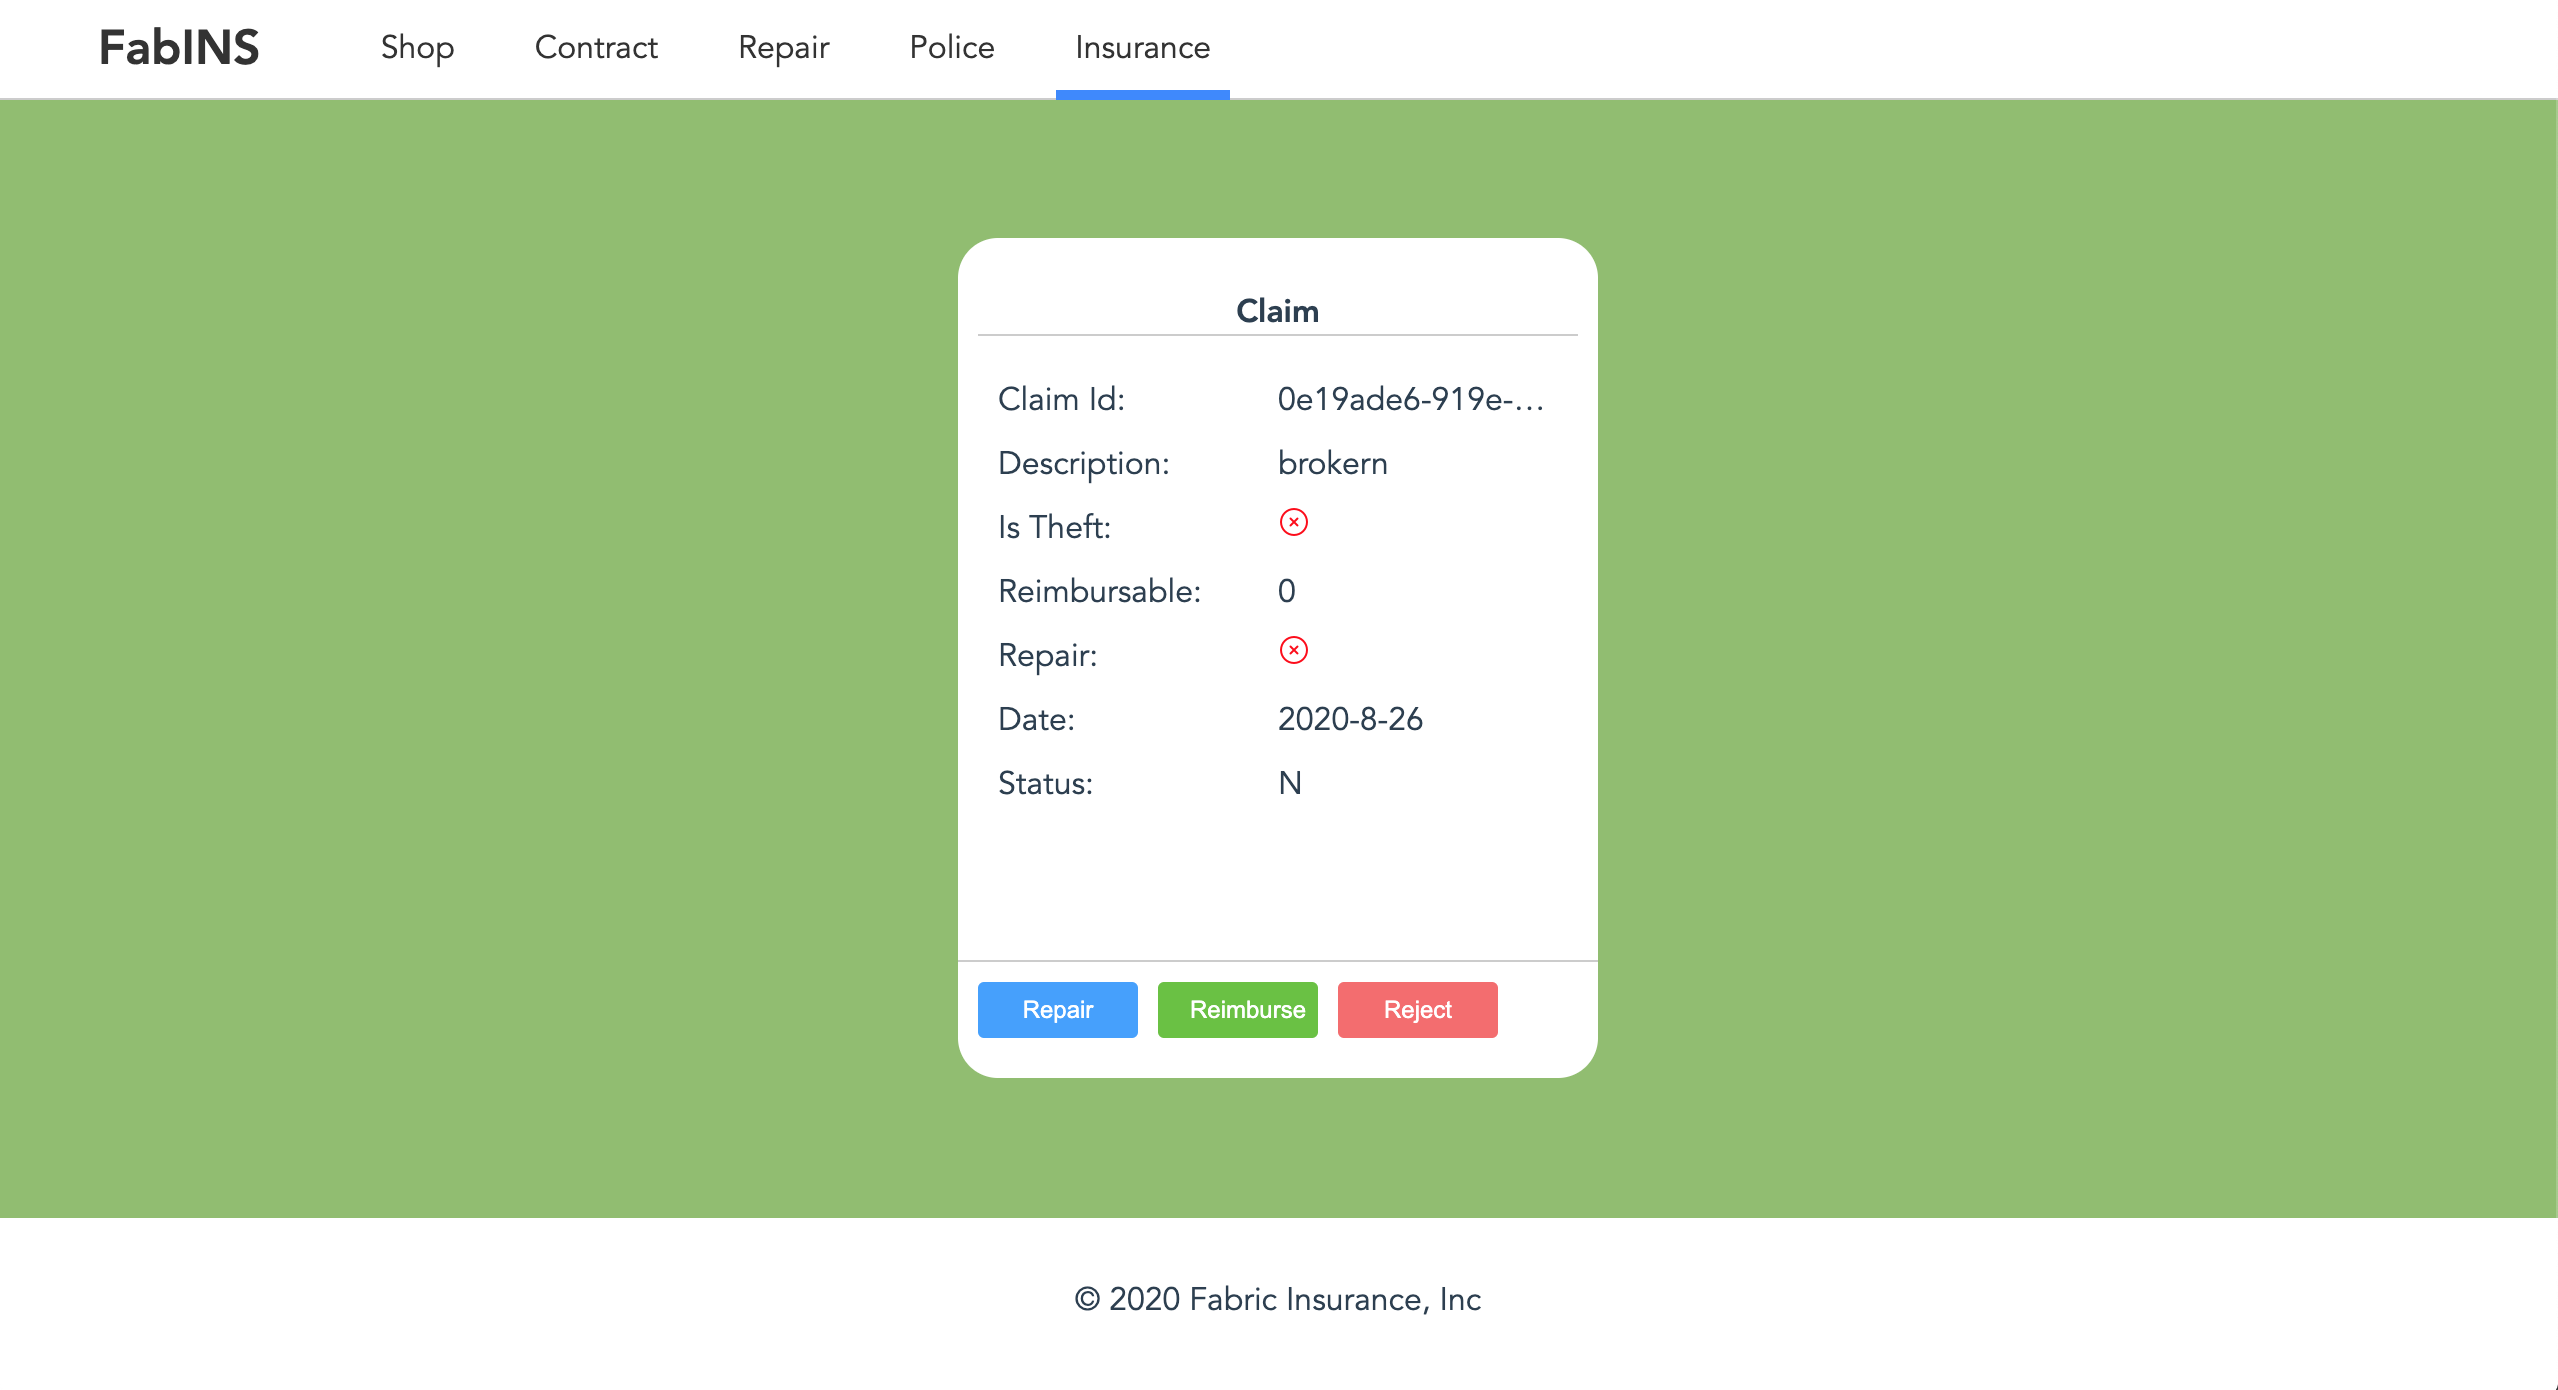 FabINS Shop Contract Repair Police Insurance
Claim
Claim Id: 0e19ade6-919e-...
Description: brokern
Is Theft:
Reimbursable: 0
Repair:
Date: 2020-8-26
Status: N
Repair Reimburse Reject
© 2020 Fabric Insurance, Inc